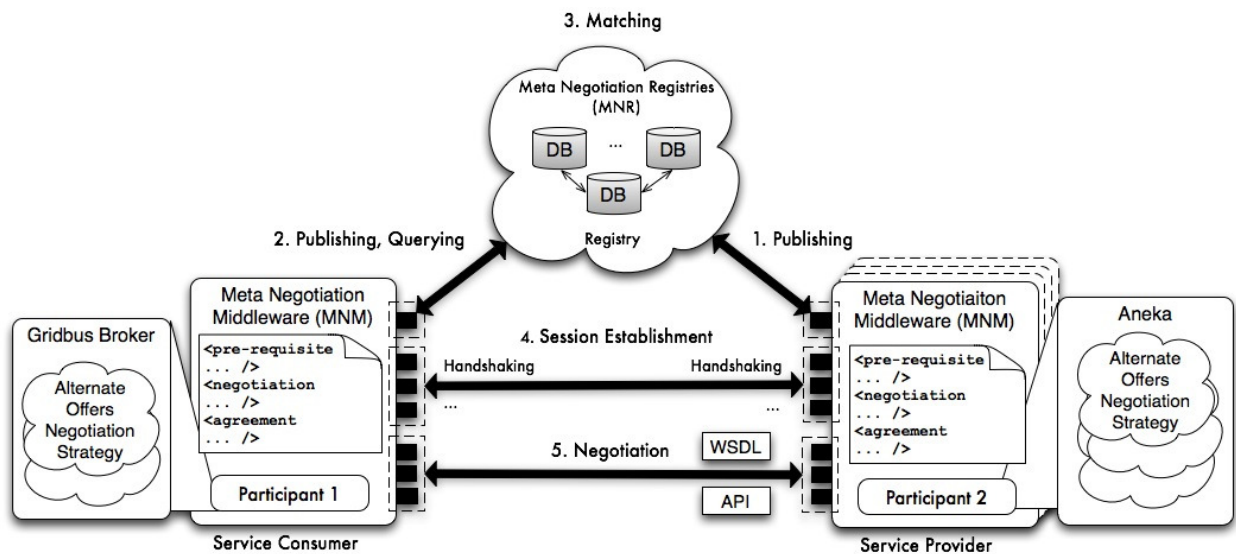 3. Matching
Meta Negotiation Registries
(MNR)
DB
...
DB
DB
Registry
2. Publishing, Querying
1. Publishing
Gridbus Broker
Alternate
Offers
Negotiation
Strategy
Meta Negotiation
Middleware (MNM)
<pre-requisite
... />
<negotiation
... />
<agreement
... />
Participant 1
Service Consumer
4. Session Establishment
Handshaking
Handshaking
...
...
5. Negotiation
WSDL
API
Meta Negotiaiton
Middleware (MNM)
<pre-requisite
... />
<negotiation
... />
<agreement
... />
Participant 2
Service Provider
Aneka
Alternate
Offers
Negotiation
Strategy